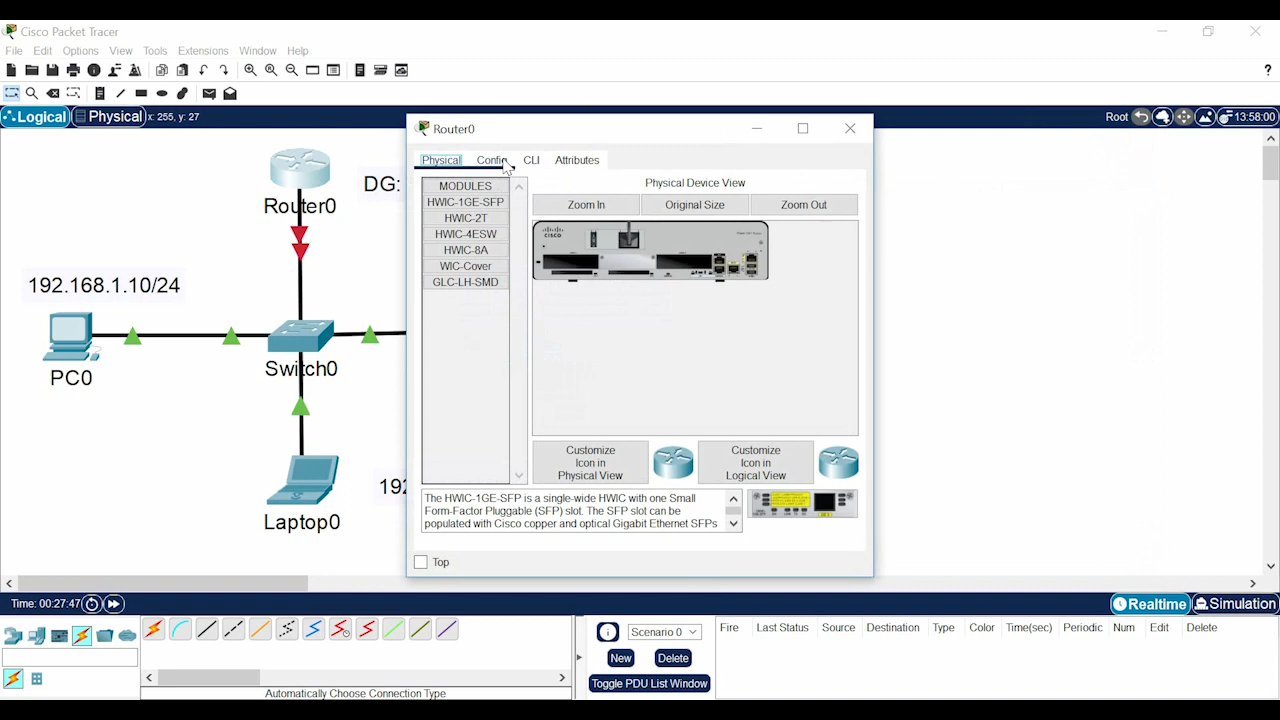 Cisco Packet Tracer
File Edit Options View Tools Extensions Window Help
?
Logical Physical x: 255, y: 27
Root 13:58:00
Router0
DG:
192.168.1.10/24
PC0
Switch0
Laptop0
192
Router0
Physical Config CLI Attributes
MODULES
HWIC-1GE-SFP
HWIC-2T
HWIC-4ESW
HWIC-8A
WIC-Cover
GLC-LH-SMD
Physical Device View
Zoom In Original Size Zoom Out
CISCO
Customize
Icon in
Physical View
Customize
Icon in
Logical View
The HWIC-1GE-SFP is a single-wide HWIC with one Small
Form-Factor Pluggable (SFP) slot. The SFP slot can be
populated with Cisco copper and optical Gigabit Ethernet SFPs
Top
Time: 00:27:47
Realtime Simulation
Scenario 0
New Delete
Toggle PDU List Window
Fire Last Status Source Destination Type Color Time(sec) Periodic Num Edit Delete
Automatically Choose Connection Type